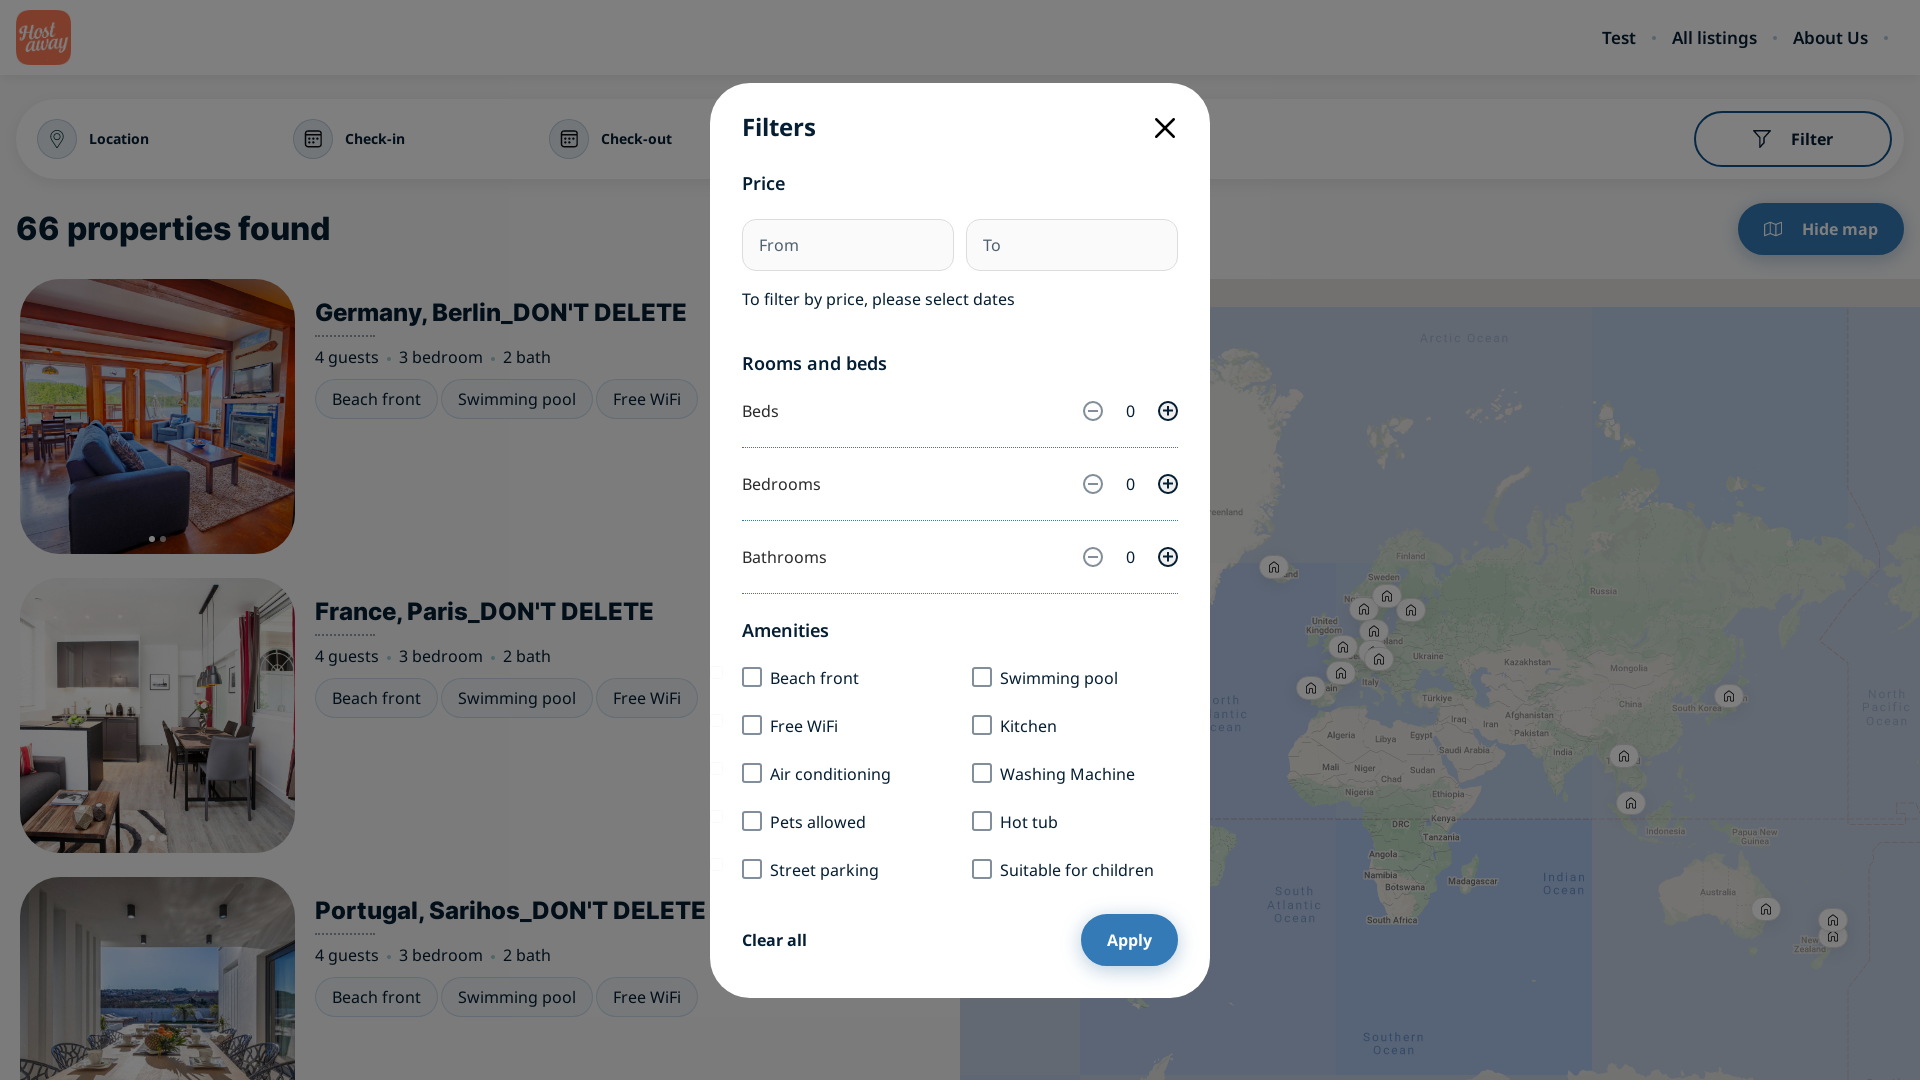 Host
away
Test
All listings
About Us
Location
Check-in
Check-out
Filter
66 properties found
Hide map
Germany, Berlin_DON'T DELETE
4 guests
3 bedroom
2 bath
Beach front
Swimming pool
Free WiFi
France, Paris_DON'T DELETE
4 guests
3 bedroom
2 bath
Beach front
Swimming pool
Free WiFi
Portugal, Sarihos_DON'T DELETE
4 guests
3 bedroom
2 bath
Beach front
Swimming pool
Free WiFi
Filters
Price
From
To
To filter by price, please select dates
Rooms and beds
Beds
0
Bedrooms
0
Bathrooms
0
Amenities
Beach front
Swimming pool
Free WiFi
Kitchen
Air conditioning
Washing Machine
Pets allowed
Hot tub
Street parking
Suitable for children
Clear all
Apply
Arctic Ocean
Finland
Sweden
Russia
United
Kingdom
Ukraine
Kazakhstan
Mongolia
Italy
Türkiye
China
South Korea
North
Pacific
Ocean
Iraq
Iran
Afghanistan
Pakistan
Algeria
Libya
Egypt
Saudi Arabia
India
Mali
Niger
Chad
Sudan
Nigeria
Ethiopia
DRC
Kenya
Tanzania
Indonesia
Papua New
Guinea
Angola
Namibia
Botswana
Madagascar
South Africa
Indian
Ocean
South
Atlantic
Ocean
Australia
New
Zealand
Southern
Ocean